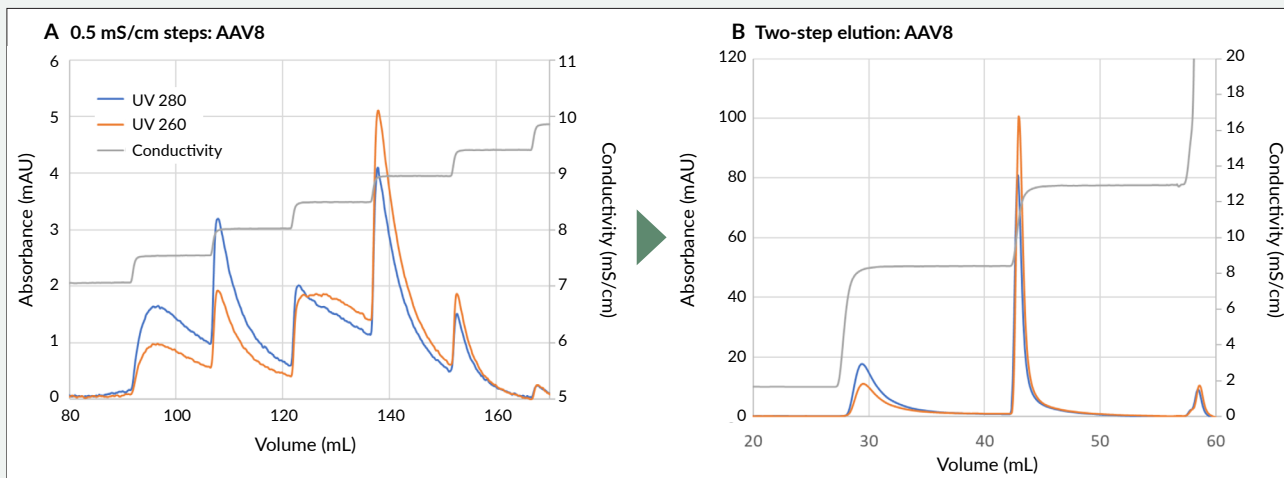 A 0.5 mS/cm steps: AAV8
6
5
4
3
2
1
0
Absorbance (mAU)
UV 280
UV 260
Conductivity
11
10
9
8
7
6
5
Conductivity (mS/cm)
80 100 120 140 160
Volume (mL)
B Two-step elution: AAV8
120
100
80
60
40
20
0
Absorbance (mAU)
20
18
16
14
12
10
8
6
4
2
0
Conductivity (mS/cm)
20 30 40 50 60
Volume (mL)